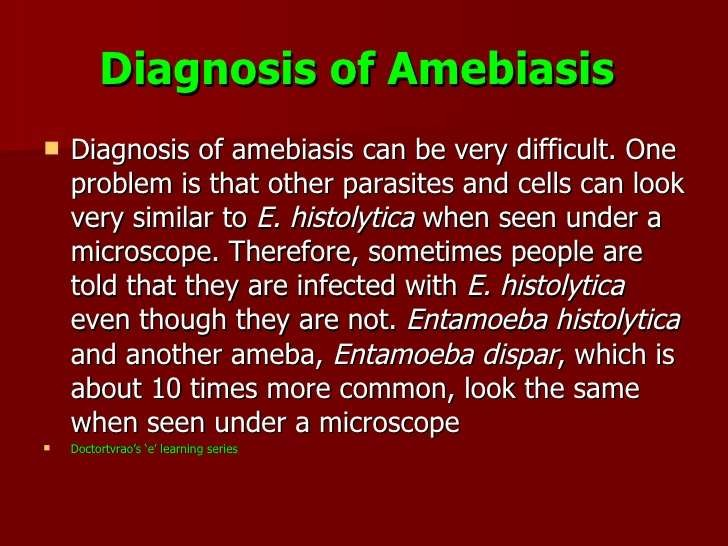 Diagnosis of Amebiasis
Diagnosis of amebiasis can be very difficult. One
problem is that other parasites and cells can look
very similar to E. histolytica when seen under a
microscope. Therefore, sometimes people are
told that they are infected with E. histolytica
even though they are not. Entamoeba histolytica
and another ameba, Entamoeba dispar, which is
about 10 times more common, look the same
when seen under a microscope
Doctortvrao’s ‘e’ learning series